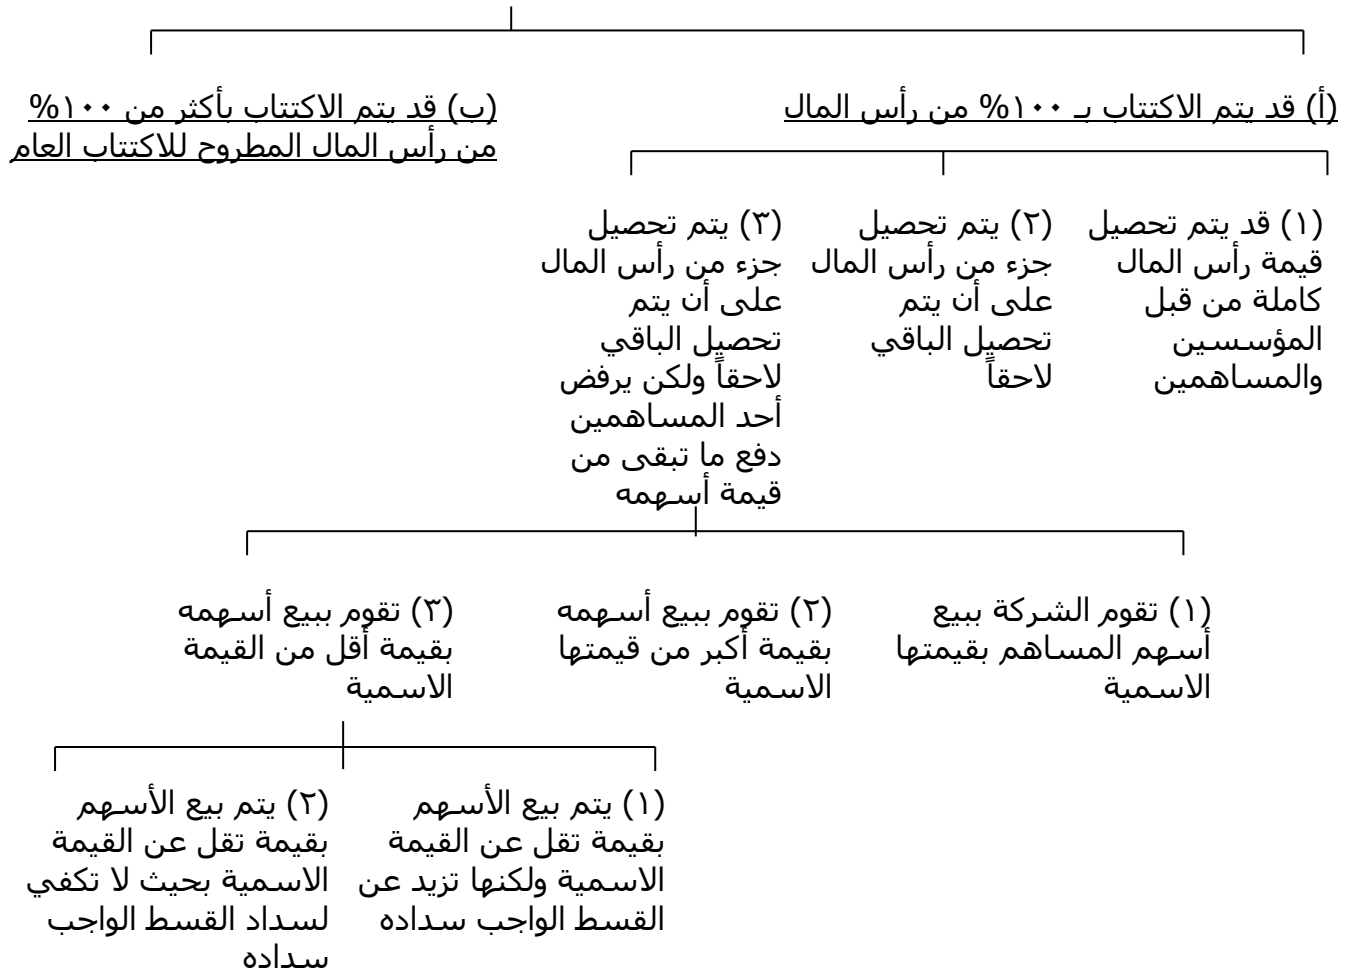 (أ) قد يتم الاكتتاب بـ ١٠٠% من رأس المال
(ب) قد يتم الاكتتاب بأكثر من ١٠٠%
من رأس المال المطروح للاكتتاب العام
(١) قد يتم تحصيل
قيمة رأس المال
كاملة من قبل
المؤسسين
والمساهمين
(٢) يتم تحصيل
جزء من رأس المال
على أن يتم
تحصيل الباقي
لاحقاً
(٣) يتم تحصيل
جزء من رأس المال
على أن يتم
تحصيل الباقي
لاحقاً ولكن يرفض
أحد المساهمين
دفع ما تبقى من
قيمة أسهمه
(١) تقوم الشركة ببيع
أسهم المساهم بقيمتها
الاسمية
(٢) تقوم ببيع أسهمه
بقيمة أكبر من قيمتها
الاسمية
(٣) تقوم ببيع أسهمه
بقيمة أقل من القيمة
الاسمية
(١) يتم بيع الأسهم
بقيمة تقل عن القيمة
الاسمية ولكنها تزيد عن
القسط الواجب سداده
(٢) يتم بيع الأسهم
بقيمة تقل عن القيمة
الاسمية بحيث لا تكفي
لسداد القسط الواجب
سداده